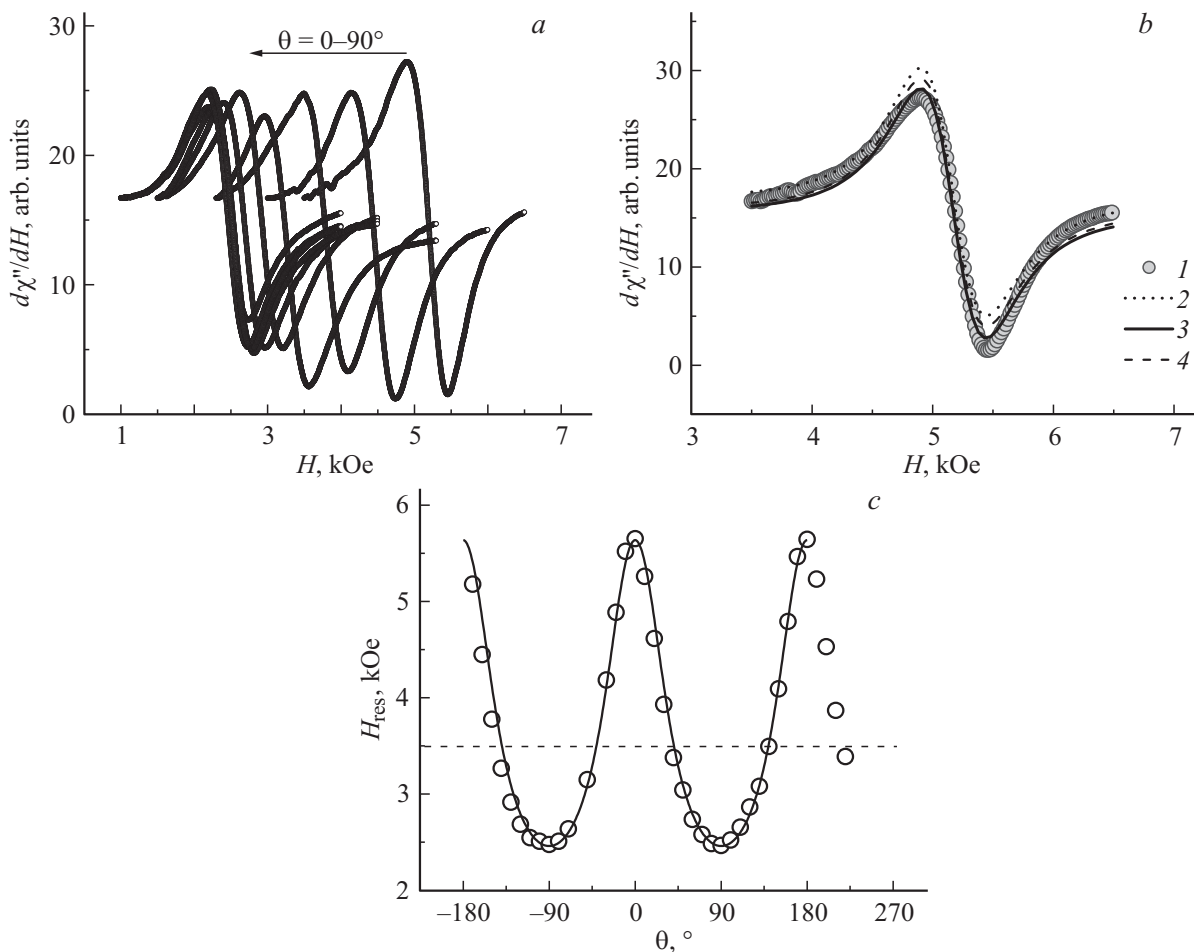 a
θ = 0–90°
30
20
10
0
dχ"/dH, arb. units
1 3 5 7
H, kOe
b
40
30
20
10
0
dχ"/dH, arb. units
1
2
3
4
3 4 5 6 7
H, kOe
c
6
5
4
3
2
H_res, kOe
–180 –90 0 90 180 270
θ, °